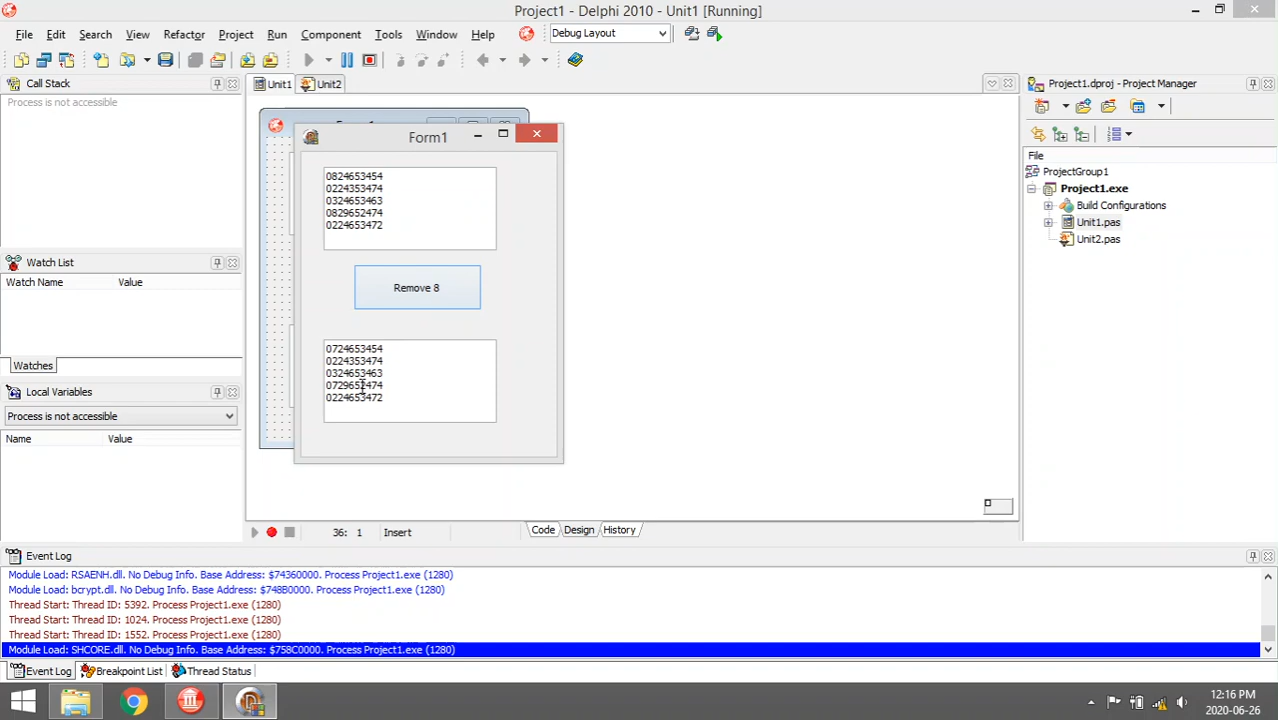 Project1 - Delphi 2010 - Unit1 [Running]
File Edit Search View Refactor Project Run Component Tools Window Help
Debug Layout
Call Stack
Process is not accessible
Unit1 Unit2
Project1.dproj - Project Manager
File
ProjectGroup1
Project1.exe
Build Configurations
Unit1.pas
Unit2.pas
Form1
0824653454
0224353474
0324653463
0829652474
0224653472
Remove 8
0724653454
0224353474
0324653463
0729652474
0224653472
Watch List
Watch Name Value
Watches
Local Variables
Process is not accessible
Name Value
36: 1 Insert
Code Design History
Event Log
Module Load: RSAENH.dll. No Debug Info. Base Address: $74360000. Process Project1.exe (1280)
Module Load: bcrypt.dll. No Debug Info. Base Address: $748B0000. Process Project1.exe (1280)
Thread Start: Thread ID: 5392. Process Project1.exe (1280)
Thread Start: Thread ID: 1024. Process Project1.exe (1280)
Thread Start: Thread ID: 1552. Process Project1.exe (1280)
Module Load: SHCORE.dll. No Debug Info. Base Address: $758C0000. Process Project1.exe (1280)
Event Log Breakpoint List Thread Status
12:16 PM
2020-06-26